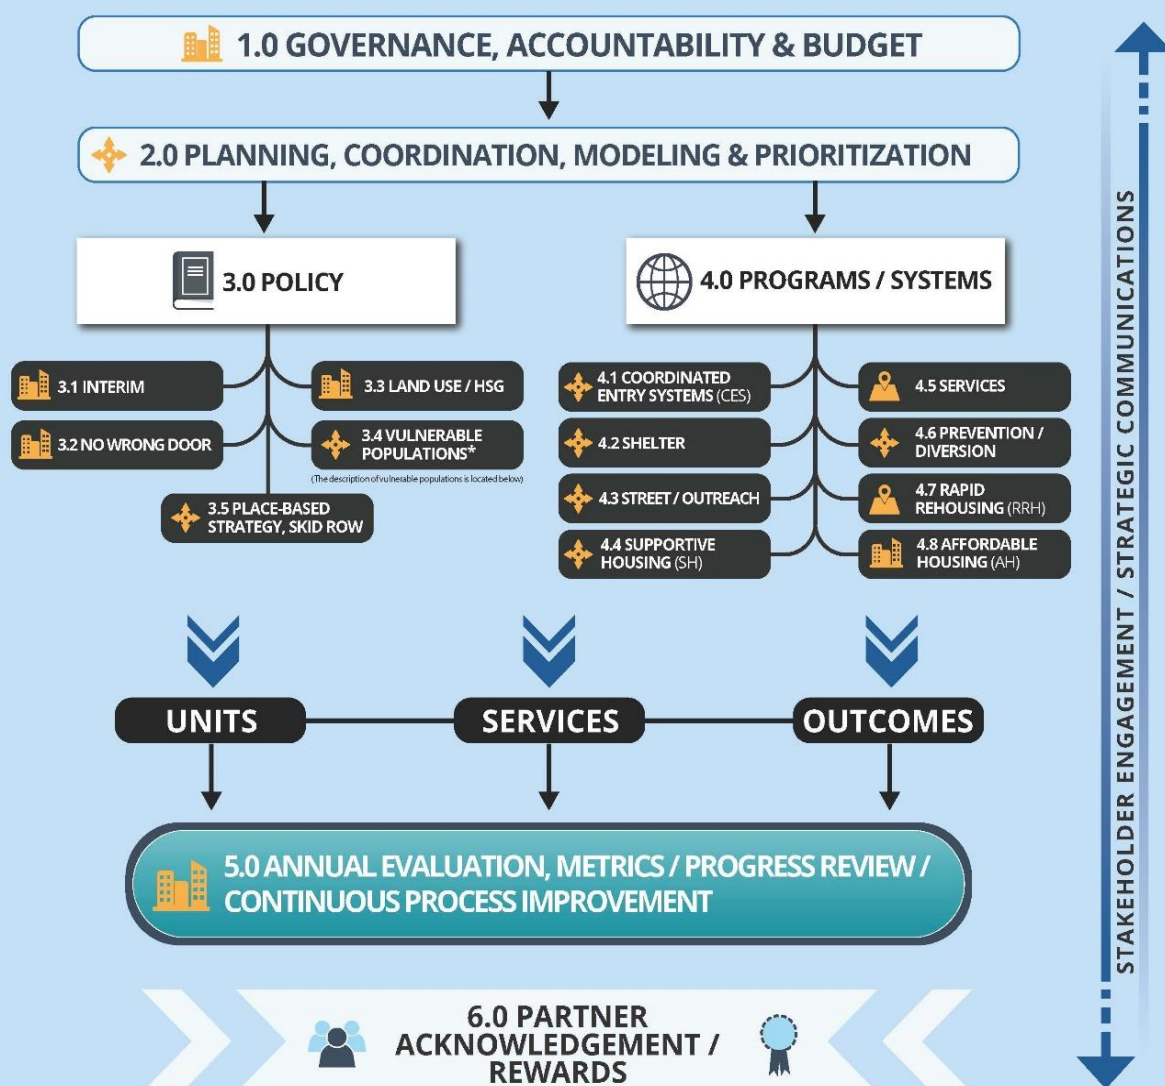 1.0 GOVERNANCE, ACCOUNTABILITY & BUDGET
2.0 PLANNING, COORDINATION, MODELING & PRIORITIZATION
3.0 POLICY
3.1 INTERIM
3.2 NO WRONG DOOR
3.3 LAND USE / HSG
3.4 VULNERABLE
POPULATIONS*
(The description of vulnerable populations is located below)
3.5 PLACE-BASED
STRATEGY, SKID ROW
4.0 PROGRAMS / SYSTEMS
4.1 COORDINATED
ENTRY SYSTEMS (CES)
4.2 SHELTER
4.3 STREET / OUTREACH
4.4 SUPPORTIVE
HOUSING (SH)
4.5 SERVICES
4.6 PREVENTION /
DIVERSION
4.7 RAPID
REHOUSING (RRH)
4.8 AFFORDABLE
HOUSING (AH)
UNITS
SERVICES
OUTCOMES
5.0 ANNUAL EVALUATION, METRICS / PROGRESS REVIEW /
CONTINUOUS PROCESS IMPROVEMENT
6.0 PARTNER
ACKNOWLEDGEMENT /
REWARDS
STAKEHOLDER ENGAGEMENT / STRATEGIC COMMUNICATIONS